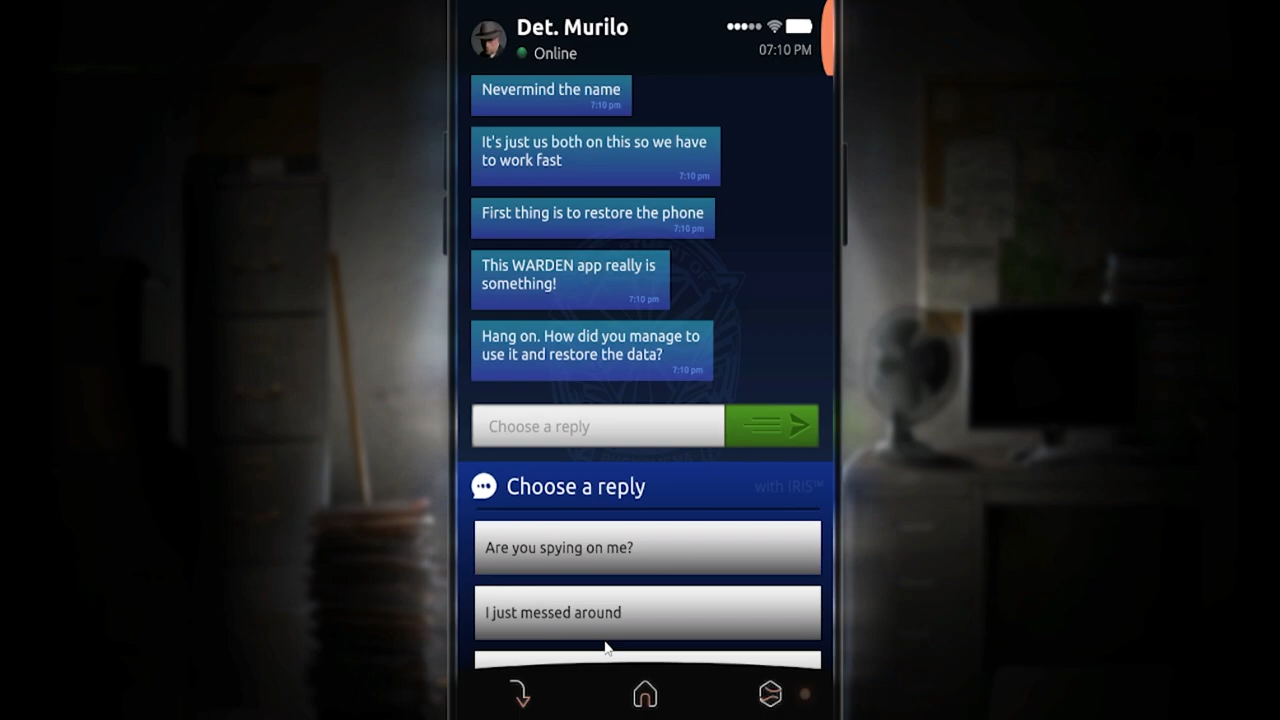 Det. Murilo
Online
07:10 PM
Nevermind the name
7:10 pm
It's just us both on this so we have
to work fast
7:10 pm
First thing is to restore the phone
7:10 pm
This WARDEN app really is
something!
7:10 pm
Hang on. How did you manage to
use it and restore the data?
7:10 pm
Choose a reply
Choose a reply
with IRIS™
Are you spying on me?
I just messed around